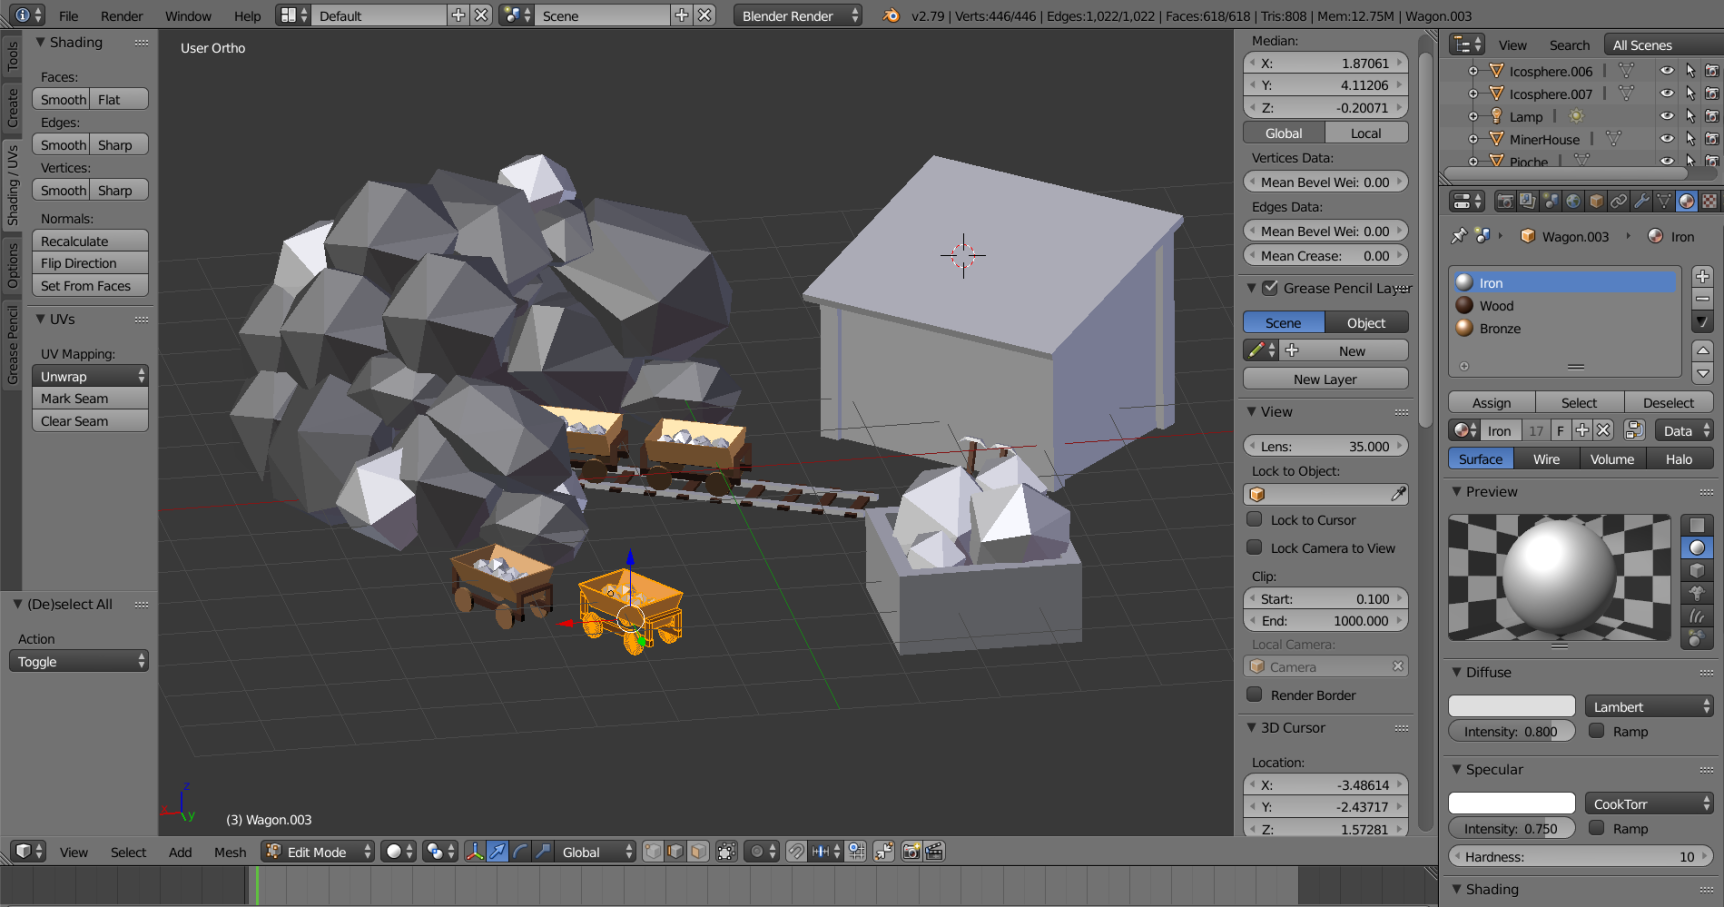 File Render Window Help Default Scene Blender Render v2.79 | Verts:446/446 | Edges:1,022/1,022 | Faces:618/618 | Tris:808 | Mem:12.75M | Wagon.003
Tools
Create
Shading / UVs
Options
Grease Pencil
Shading
Faces:
Smooth Flat
Edges:
Smooth Sharp
Vertices:
Smooth Sharp
Normals:
Recalculate
Flip Direction
Set From Faces
UVs
UV Mapping:
Unwrap
Mark Seam
Clear Seam
(De)select All
Action
Toggle
User Ortho
z
x
y
(3) Wagon.003
View Select Add Mesh Edit Mode Global
Median:
X: 1.87061
Y: 4.11206
Z: -0.20071
Global Local
Vertices Data:
Mean Bevel Wei: 0.00
Edges Data:
Mean Bevel Wei: 0.00
Mean Crease: 0.00
Grease Pencil Layer
Scene Object
New
New Layer
View
Lens: 35.000
Lock to Object:
Lock to Cursor
Lock Camera to View
Clip:
Start: 0.100
End: 1000.000
Local Camera:
Camera
Render Border
3D Cursor
Location:
X: -3.48614
Y: -2.43717
Z: 1.57281
View Search All Scenes
Icosphere.006
Icosphere.007
Lamp
MinerHouse
Pioche
Wagon.003 Iron
Iron
Wood
Bronze
Assign Select Deselect
Iron 17 F Data
Surface Wire Volume Halo
Preview
Diffuse
Lambert
Intensity: 0.800 Ramp
Specular
CookTorr
Intensity: 0.750 Ramp
Hardness: 10
Shading